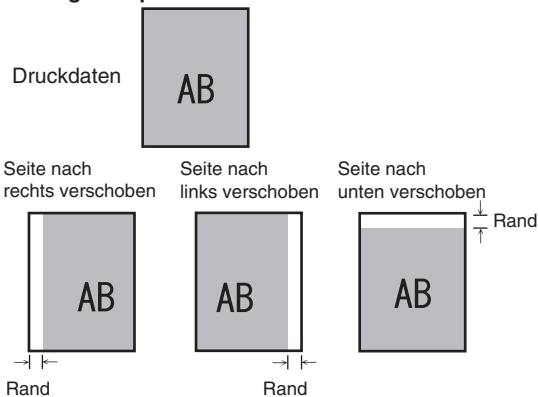 Druckdaten
AB
Seite nach
rechts verschoben
Seite nach
links verschoben
Seite nach
unten verschoben
AB
AB
AB
Rand
Rand
Rand